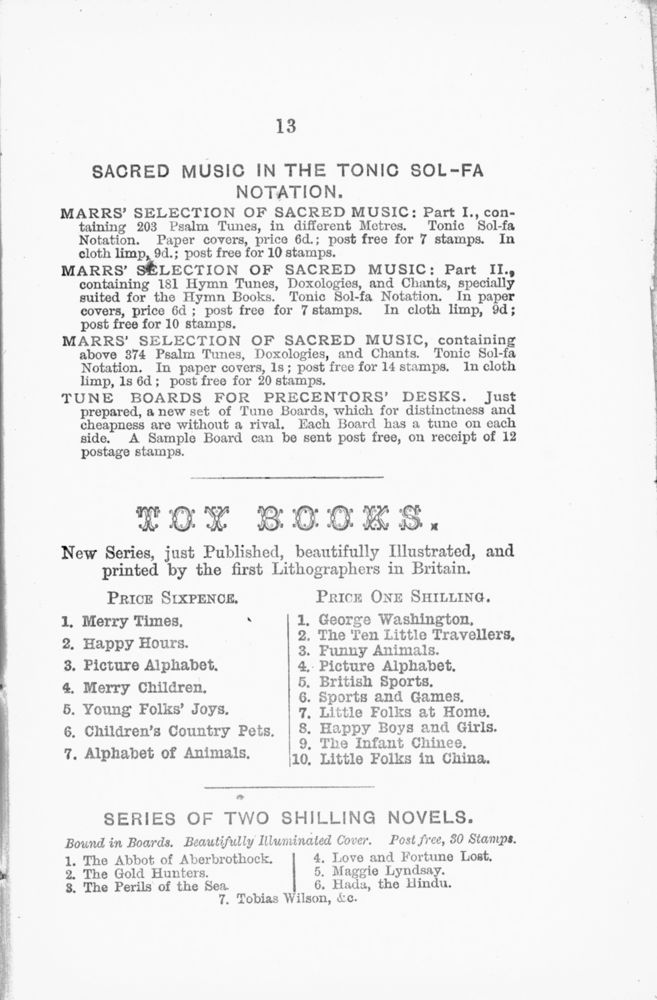 13
SACRED MUSIC IN THE TONIC SOL-FA
NOTATION.
MARRS' SELECTION OF SACRED MUSIC: Part I., con-
taining 203 Psalm Tunes, in different Metres. Tonic Sol-fa
Notation. Paper covers, price 6d.; post free for 7 stamps. In
cloth limp, 9d.; post free for 10 stamps.
MARRS' SELECTION OF SACRED MUSIC: Part II.,
containing 181 Hymn Tunes, Doxologies, and Chants, specially
suited for the Hymn Books. Tonic Sol-fa Notation. In paper
covers, price 6d; post free for 7 stamps. In cloth limp, 9d;
post free for 10 stamps.
MARRS' SELECTION OF SACRED MUSIC, containing
above 374 Psalm Tunes, Doxologies, and Chants. Tonic Sol-fa
Notation. In paper covers, 1s; post free for 14 stamps. In cloth
limp, 1s 6d; post free for 20 stamps.
TUNE BOARDS FOR PRECENTORS' DESKS. Just
prepared, a new set of Tune Boards, which for distinctness and
cheapness are without a rival. Each Board has a tune on each
side. A Sample Board can be sent post free, on receipt of 12
postage stamps.
TOY BOOKS.
New Series, just Published, beautifully Illustrated, and
printed by the first Lithographers in Britain.
PRICE SIXPENCE.
1. Merry Times.
2. Happy Hours.
3. Picture Alphabet.
4. Merry Children.
5. Young Folks' Joys.
6. Children's Country Pets.
7. Alphabet of Animals.
PRICE ONE SHILLING.
1. George Washington.
2. The Ten Little Travellers.
3. Funny Animals.
4. Picture Alphabet.
5. British Sports.
6. Sports and Games.
7. Little Folks at Home.
8. Happy Boys and Girls.
9. The Infant Chinee.
10. Little Folks in China.
SERIES OF TWO SHILLING NOVELS.
Bound in Boards. Beautifully Illuminated Cover. Post free, 30 Stamps.
1. The Abbot of Aberbrothock.
2. The Gold Hunters.
3. The Perils of the Sea
4. Love and Fortune Lost.
5. Maggie Lyndsay.
6. Hada, the Hindu.
7. Tobias Wilson, &c.